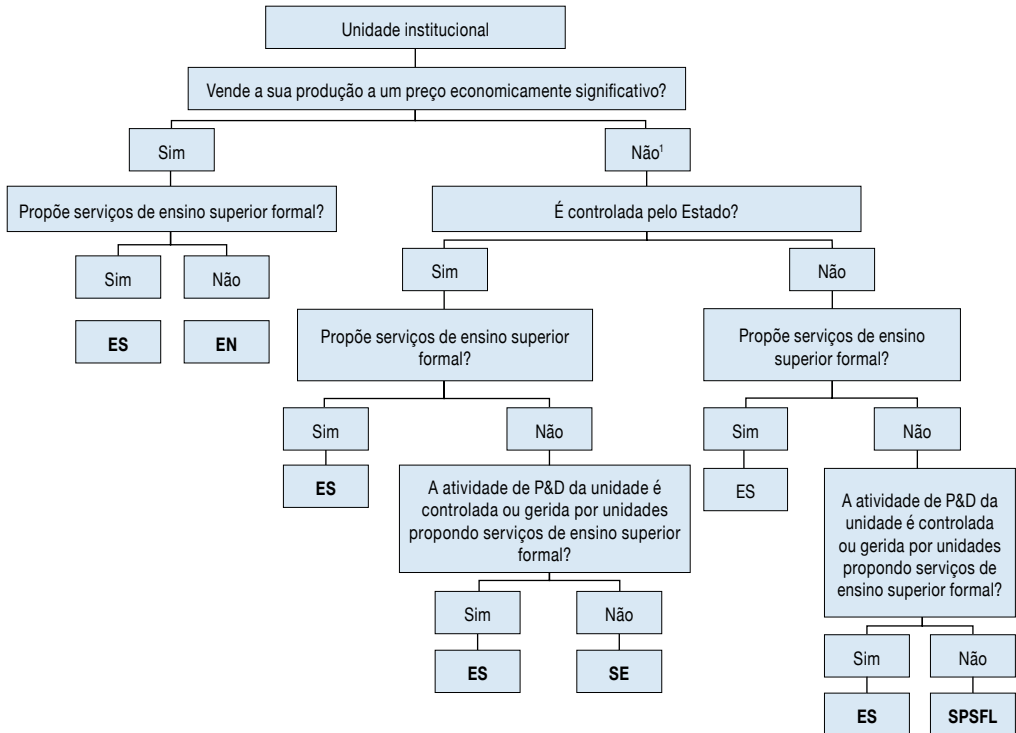 Unidade institucional
Vende a sua produção a um preço economicamente significativo?
Sim
Não¹
Propõe serviços de ensino superior formal?
É controlada pelo Estado?
Sim
Não
Sim
Não
ES
EN
Propõe serviços de ensino superior
formal?
Propõe serviços de ensino
superior formal?
Sim
Não
Sim
Não
ES
A atividade de P&D da unidade é
controlada ou gerida por unidades
propondo serviços de ensino superior
formal?
ES
A atividade de P&D da
unidade é controlada
ou gerida por unidades
propondo serviços de
ensino superior formal?
Sim
Não
ES
SE
Sim
Não
ES
SPSFL